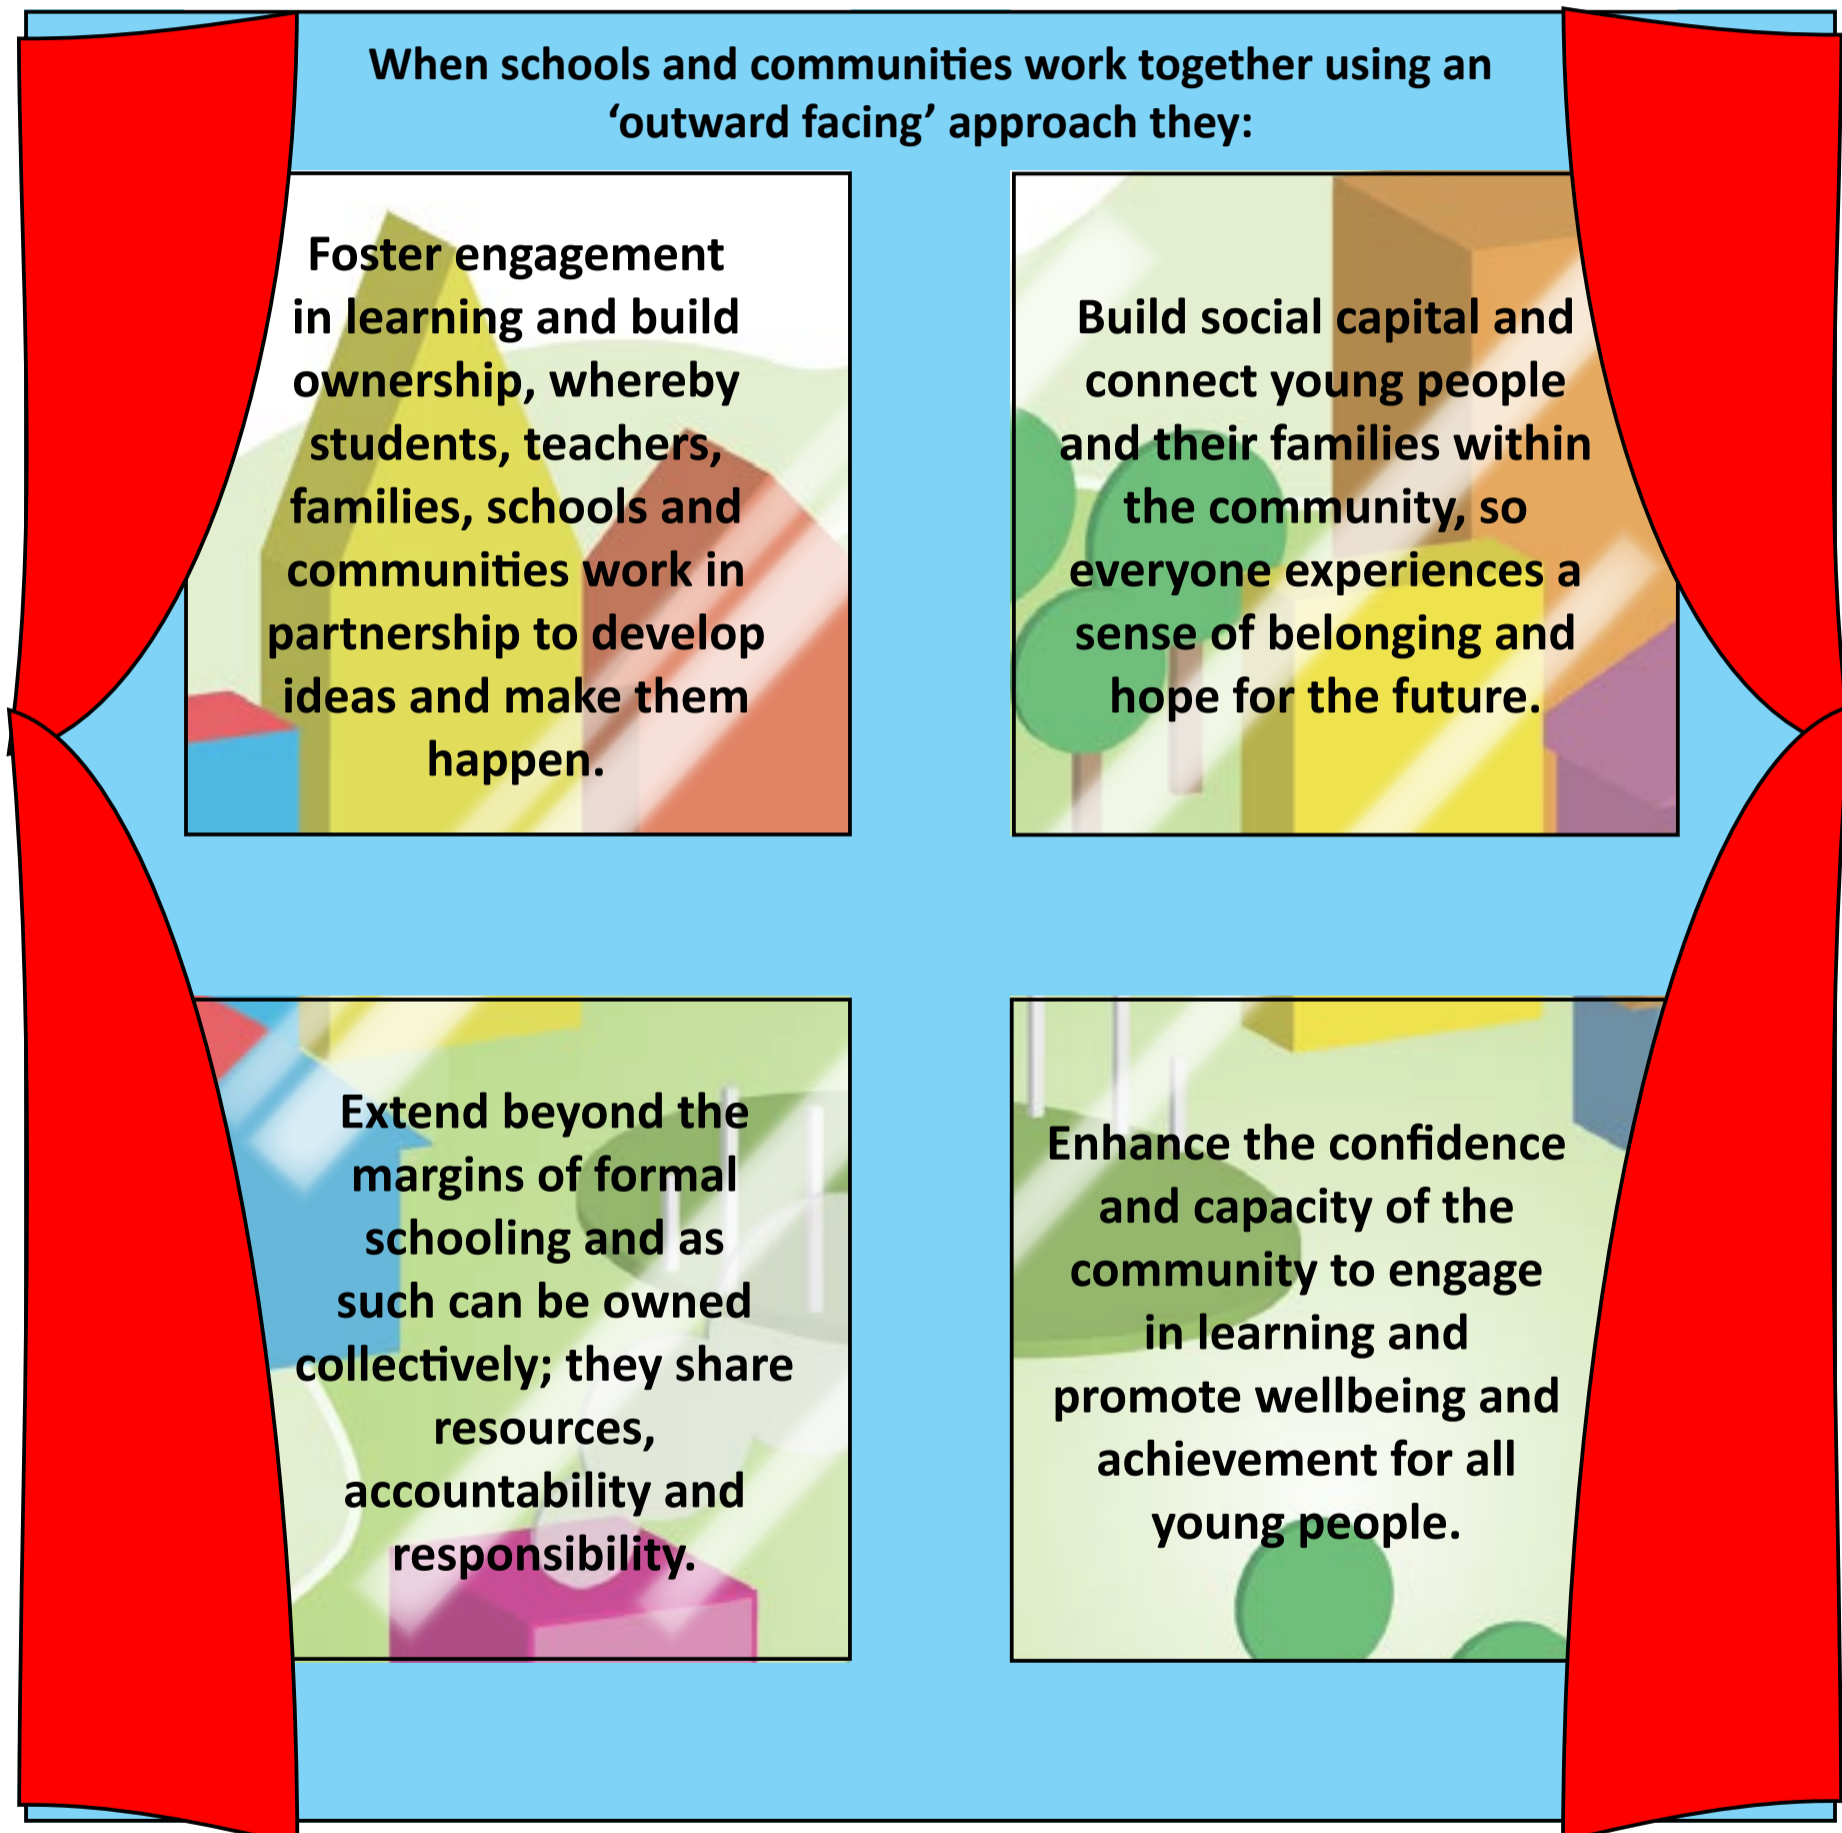 When schools and communities work together using an
‘outward facing’ approach they:
Foster engagement
in learning and build
ownership, whereby
students, teachers,
families, schools and
communities work in
partnership to develop
ideas and make them
happen.
Build social capital and
connect young people
and their families within
the community, so
everyone experiences a
sense of belonging and
hope for the future.
Extend beyond the
margins of formal
schooling and as
such can be owned
collectively; they share
resources,
accountability and
responsibility.
Enhance the confidence
and capacity of the
community to engage
in learning and
promote wellbeing and
achievement for all
young people.